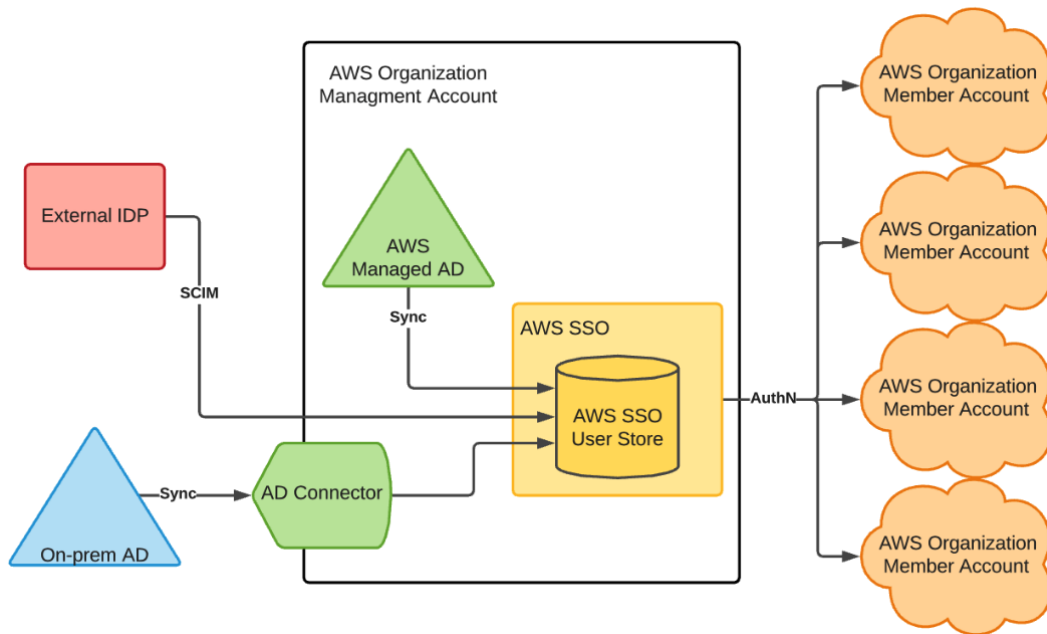 AWS Organization
Managment Account
External IDP
SCIM
AWS
Managed AD
Sync
AWS SSO
AWS SSO
User Store
On-prem AD
Sync
AD Connector
AuthN
AWS Organization
Member Account
AWS Organization
Member Account
AWS Organization
Member Account
AWS Organization
Member Account